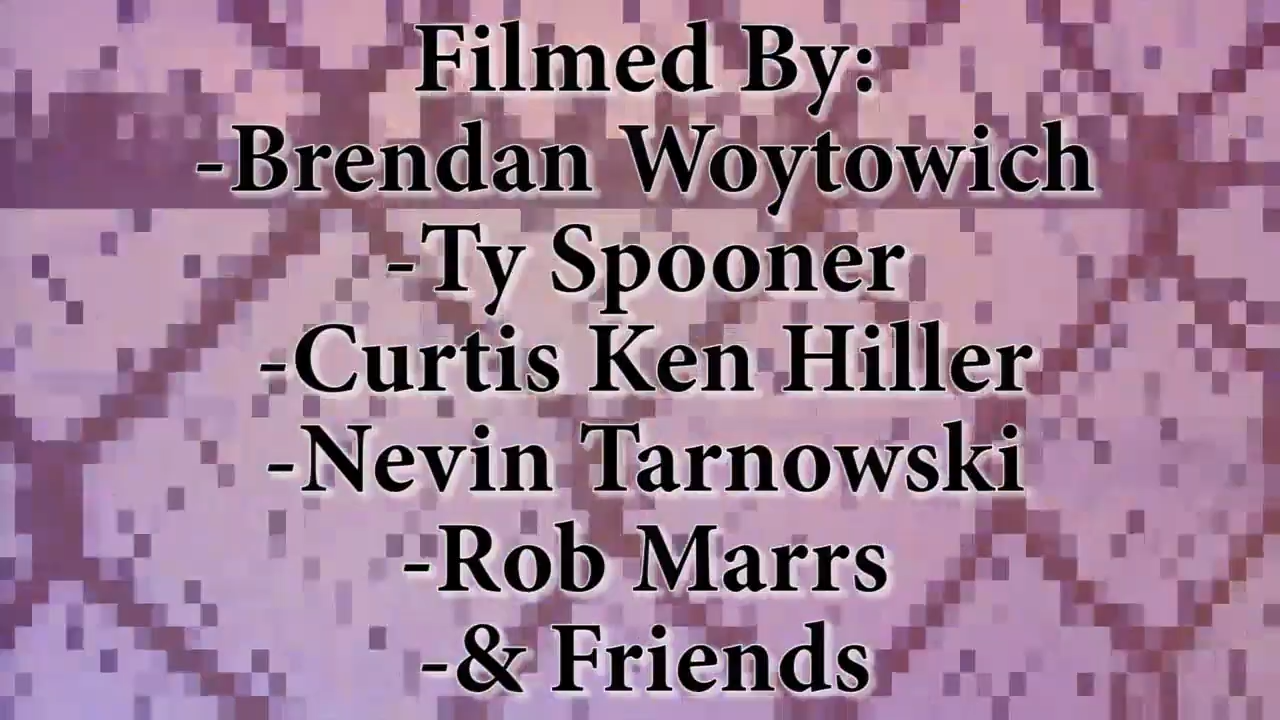 Filmed By:
-Brendan Woytowich
-Ty Spooner
-Curtis Ken Hiller
-Nevin Tarnowski
-Rob Marrs
-& Friends